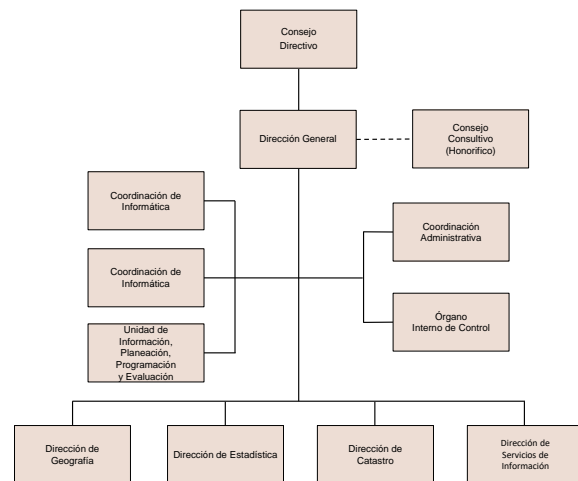 Consejo
Directivo
Dirección General
Consejo
Consultivo
(Honorifico)
Coordinación de
Informática
Coordinación
Administrativa
Coordinación de
Informática
Órgano
Interno de Control
Unidad de
Información,
Planeación,
Programación
y Evaluación
Dirección de
Geografía
Dirección de Estadística
Dirección de
Catastro
Dirección de
Servicios de
Información